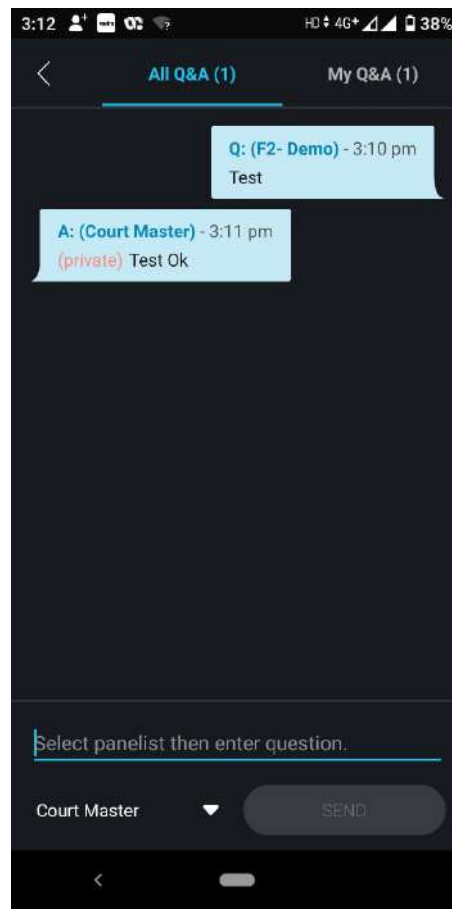 3:12 HD 4G+ 38%
All Q&A (1) My Q&A (1)
Q: (F2- Demo) - 3:10 pm
Test
A: (Court Master) - 3:11 pm
(private) Test Ok
Select panelist then enter question.
Court Master SEND